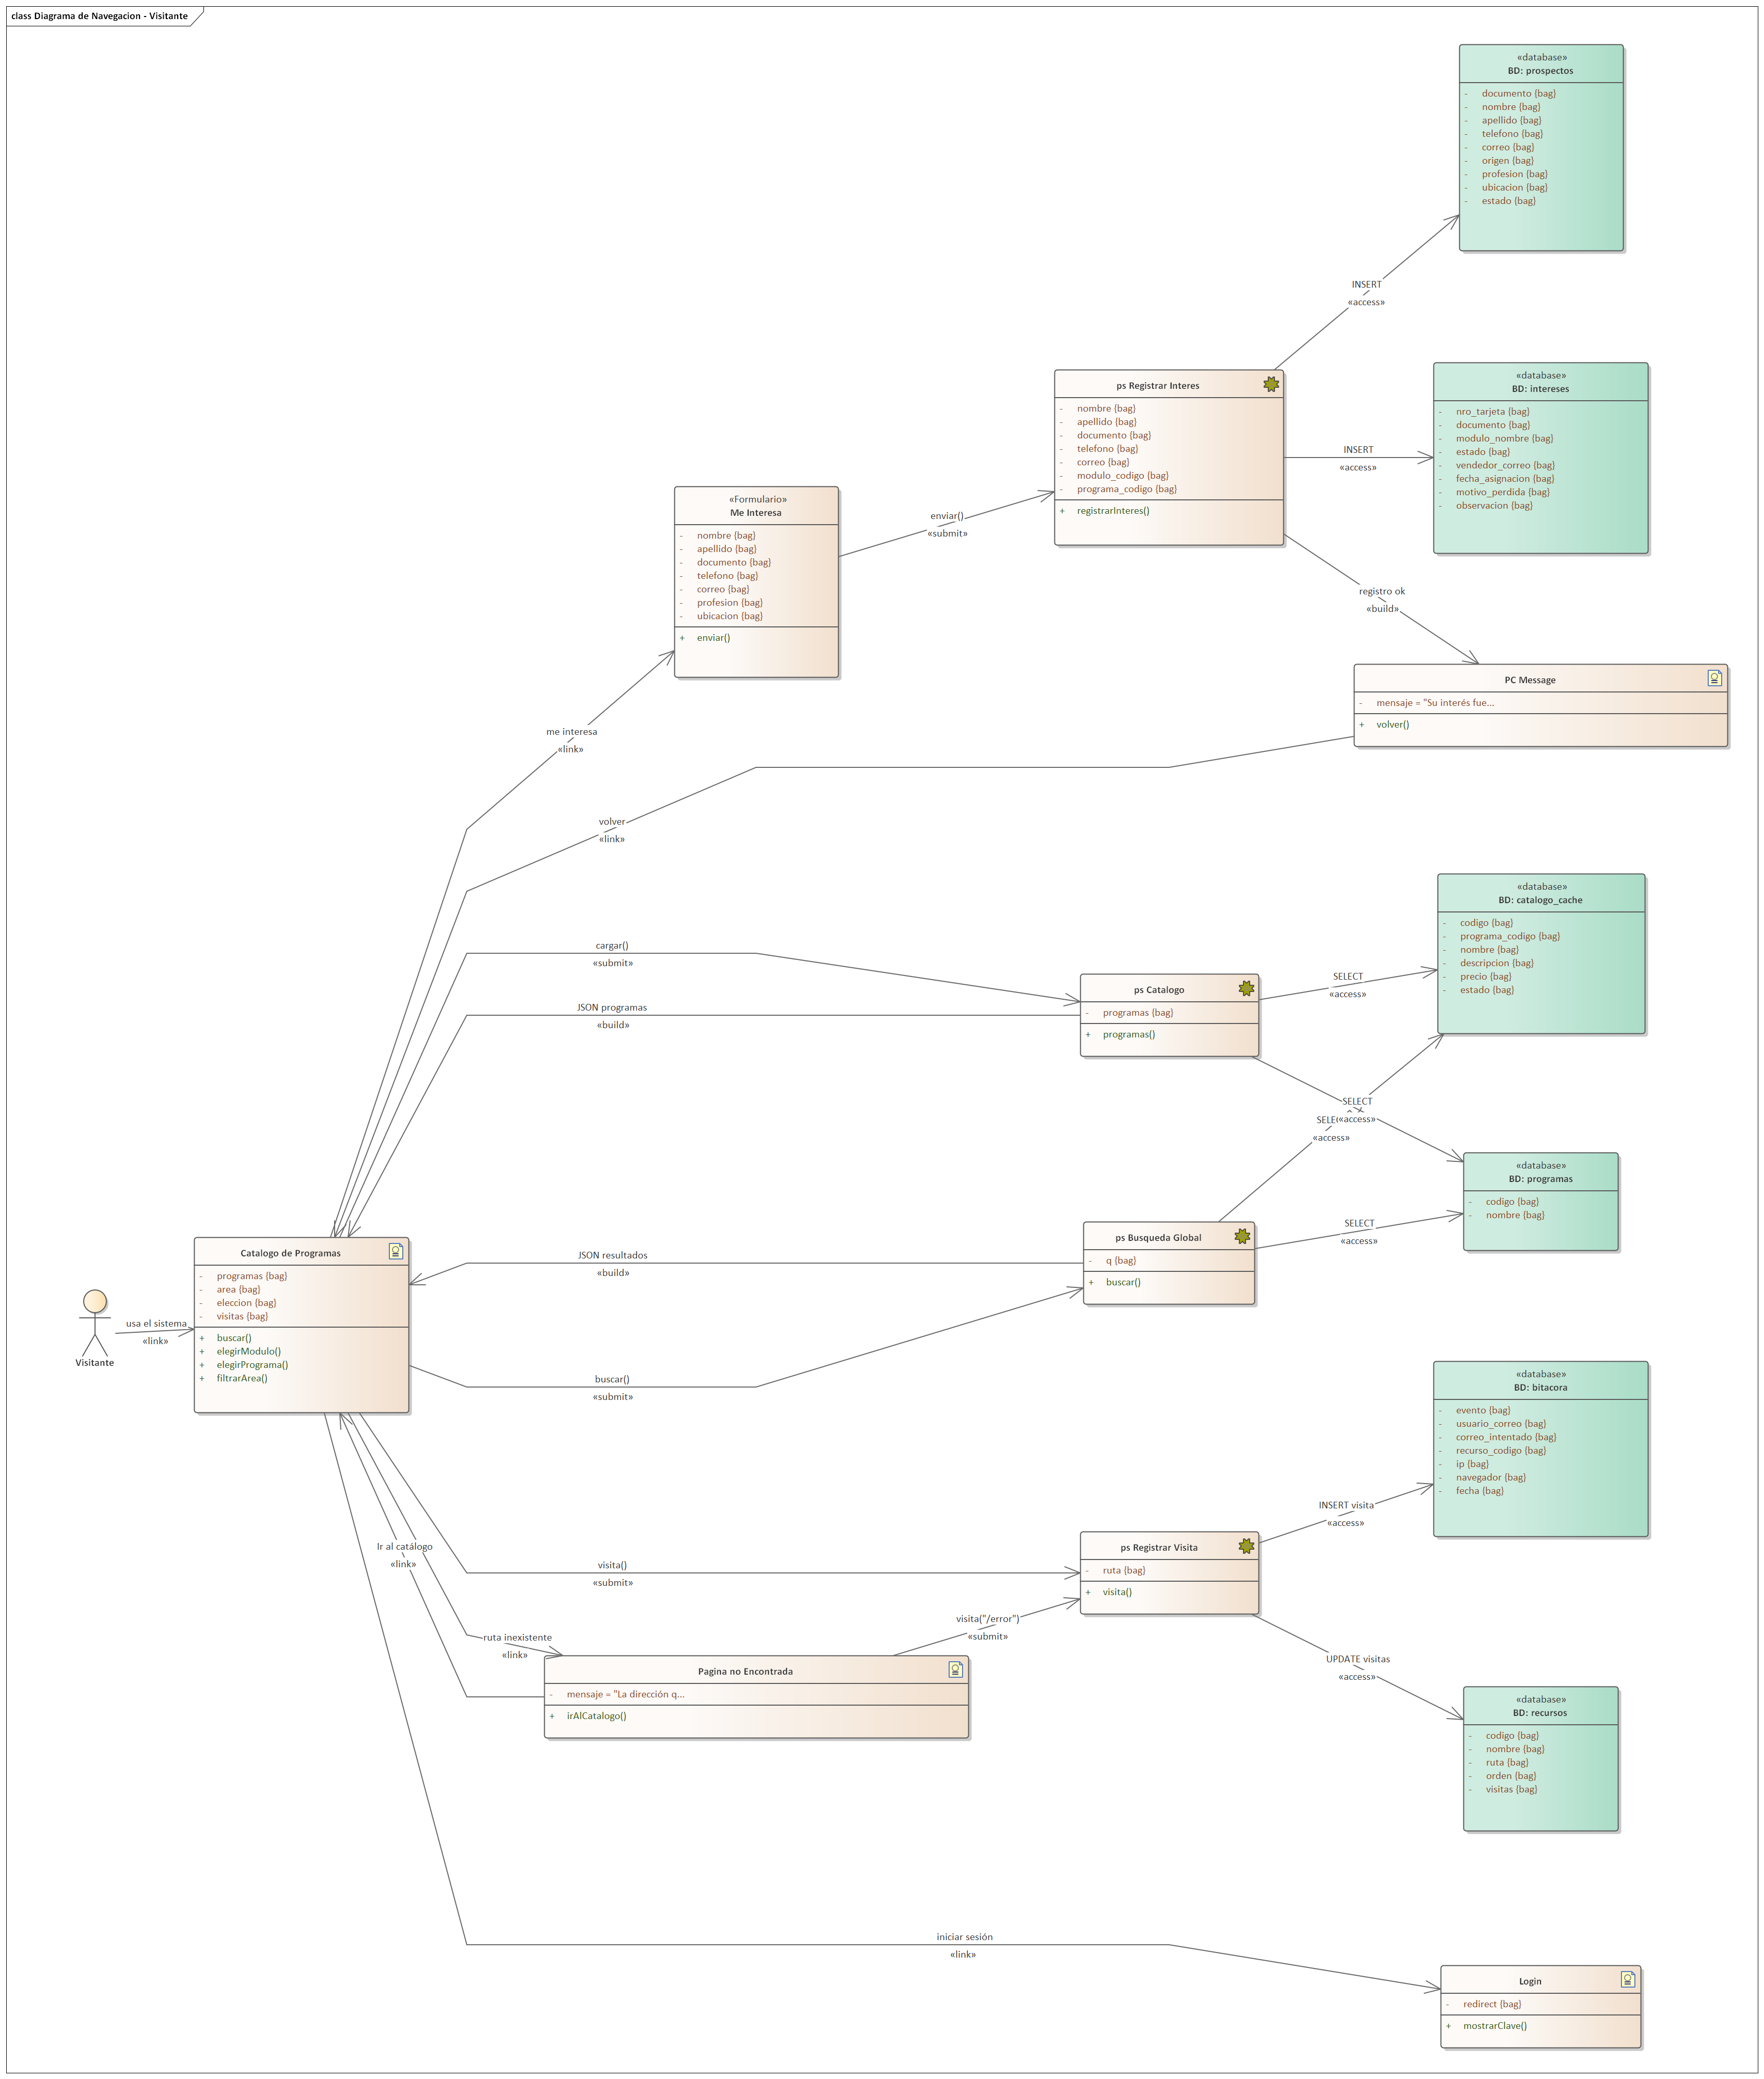 class Diagrama de Navegacion - Visitante
«database»
BD: prospectos
- documento {bag}
- nombre {bag}
- apellido {bag}
- telefono {bag}
- correo {bag}
- origen {bag}
- profesion {bag}
- ubicacion {bag}
- estado {bag}
INSERT
«access»
ps Registrar Interes
- nombre {bag}
- apellido {bag}
- documento {bag}
- telefono {bag}
- correo {bag}
- modulo_codigo {bag}
- programa_codigo {bag}
+ registrarInteres()
INSERT
«access»
«database»
BD: intereses
- nro_tarjeta {bag}
- documento {bag}
- modulo_nombre {bag}
- estado {bag}
- vendedor_correo {bag}
- fecha_asignacion {bag}
- motivo_perdida {bag}
- observacion {bag}
«Formulario»
Me Interesa
- nombre {bag}
- apellido {bag}
- documento {bag}
- telefono {bag}
- correo {bag}
- profesion {bag}
- ubicacion {bag}
+ enviar()
enviar()
«submit»
registro ok
«build»
PC Message
- mensaje = "Su interés fue...
+ volver()
me interesa
«link»
volver
«link»
«database»
BD: catalogo_cache
- codigo {bag}
- programa_codigo {bag}
- nombre {bag}
- descripcion {bag}
- precio {bag}
- estado {bag}
cargar()
«submit»
JSON programas
«build»
ps Catalogo
- programas {bag}
+ programas()
SELECT
«access»
SELECT
«access»
«access»
«database»
BD: programas
- codigo {bag}
- nombre {bag}
ps Busqueda Global
- q {bag}
+ buscar()
SELECT
«access»
JSON resultados
«build»
Catalogo de Programas
- programas {bag}
- area {bag}
- eleccion {bag}
- visitas {bag}
+ buscar()
+ elegirModulo()
+ elegirPrograma()
+ filtrarArea()
usa el sistema
«link»
Visitante
buscar()
«submit»
«database»
BD: bitacora
- evento {bag}
- usuario_correo {bag}
- correo_intentado {bag}
- recurso_codigo {bag}
- ip {bag}
- navegador {bag}
- fecha {bag}
INSERT visita
«access»
ps Registrar Visita
- ruta {bag}
+ visita()
Ir al catálogo
«link»
visita()
«submit»
visita("/error")
«submit»
ruta inexistente
«link»
Pagina no Encontrada
- mensaje = "La dirección q...
+ irAlCatalogo()
UPDATE visitas
«access»
«database»
BD: recursos
- codigo {bag}
- nombre {bag}
- ruta {bag}
- orden {bag}
- visitas {bag}
iniciar sesión
«link»
Login
- redirect {bag}
+ mostrarClave()